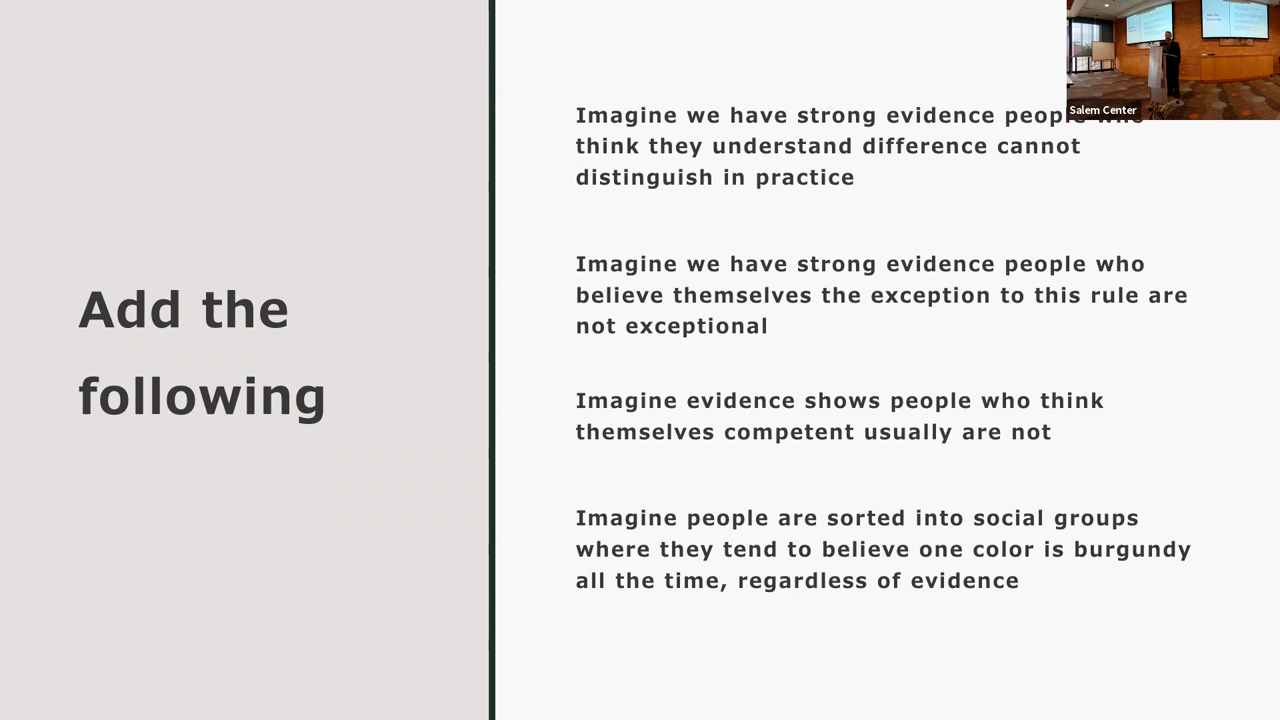 Add the
following
Imagine we have strong evidence people who
think they understand difference cannot
distinguish in practice
Imagine we have strong evidence people who
believe themselves the exception to this rule are
not exceptional
Imagine evidence shows people who think
themselves competent usually are not
Imagine people are sorted into social groups
where they tend to believe one color is burgundy
all the time, regardless of evidence
Salem Center